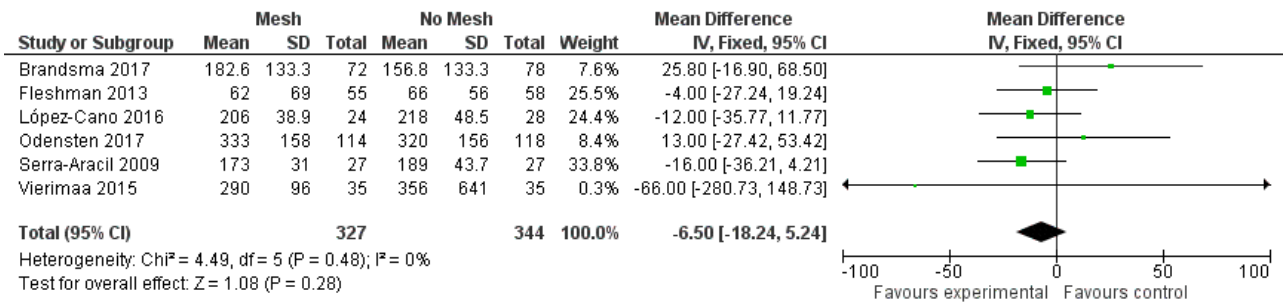 Mesh No Mesh Mean Difference Mean Difference
Study or Subgroup Mean SD Total Mean SD Total Weight IV, Fixed, 95% CI IV, Fixed, 95% CI
Brandsma 2017 182.6 133.3 72 156.8 133.3 78 7.6% 25.80 [-16.90, 68.50]
Fleshman 2013 62 69 55 66 56 58 25.5% -4.00 [-27.24, 19.24]
López-Cano 2016 206 38.9 24 218 48.5 28 24.4% -12.00 [-35.77, 11.77]
Odensten 2017 333 158 114 320 156 118 8.4% 13.00 [-27.42, 53.42]
Serra-Aracil 2009 173 31 27 189 43.7 27 33.8% -16.00 [-36.21, 4.21]
Vierimaa 2015 290 96 35 356 641 35 0.3% -66.00 [-280.73, 148.73]
Total (95% CI) 327 344 100.0% -6.50 [-18.24, 5.24]
Heterogeneity: Chi² = 4.49, df = 5 (P = 0.48); I² = 0%
Test for overall effect: Z = 1.08 (P = 0.28)
-100 -50 0 50 100
Favours experimental Favours control